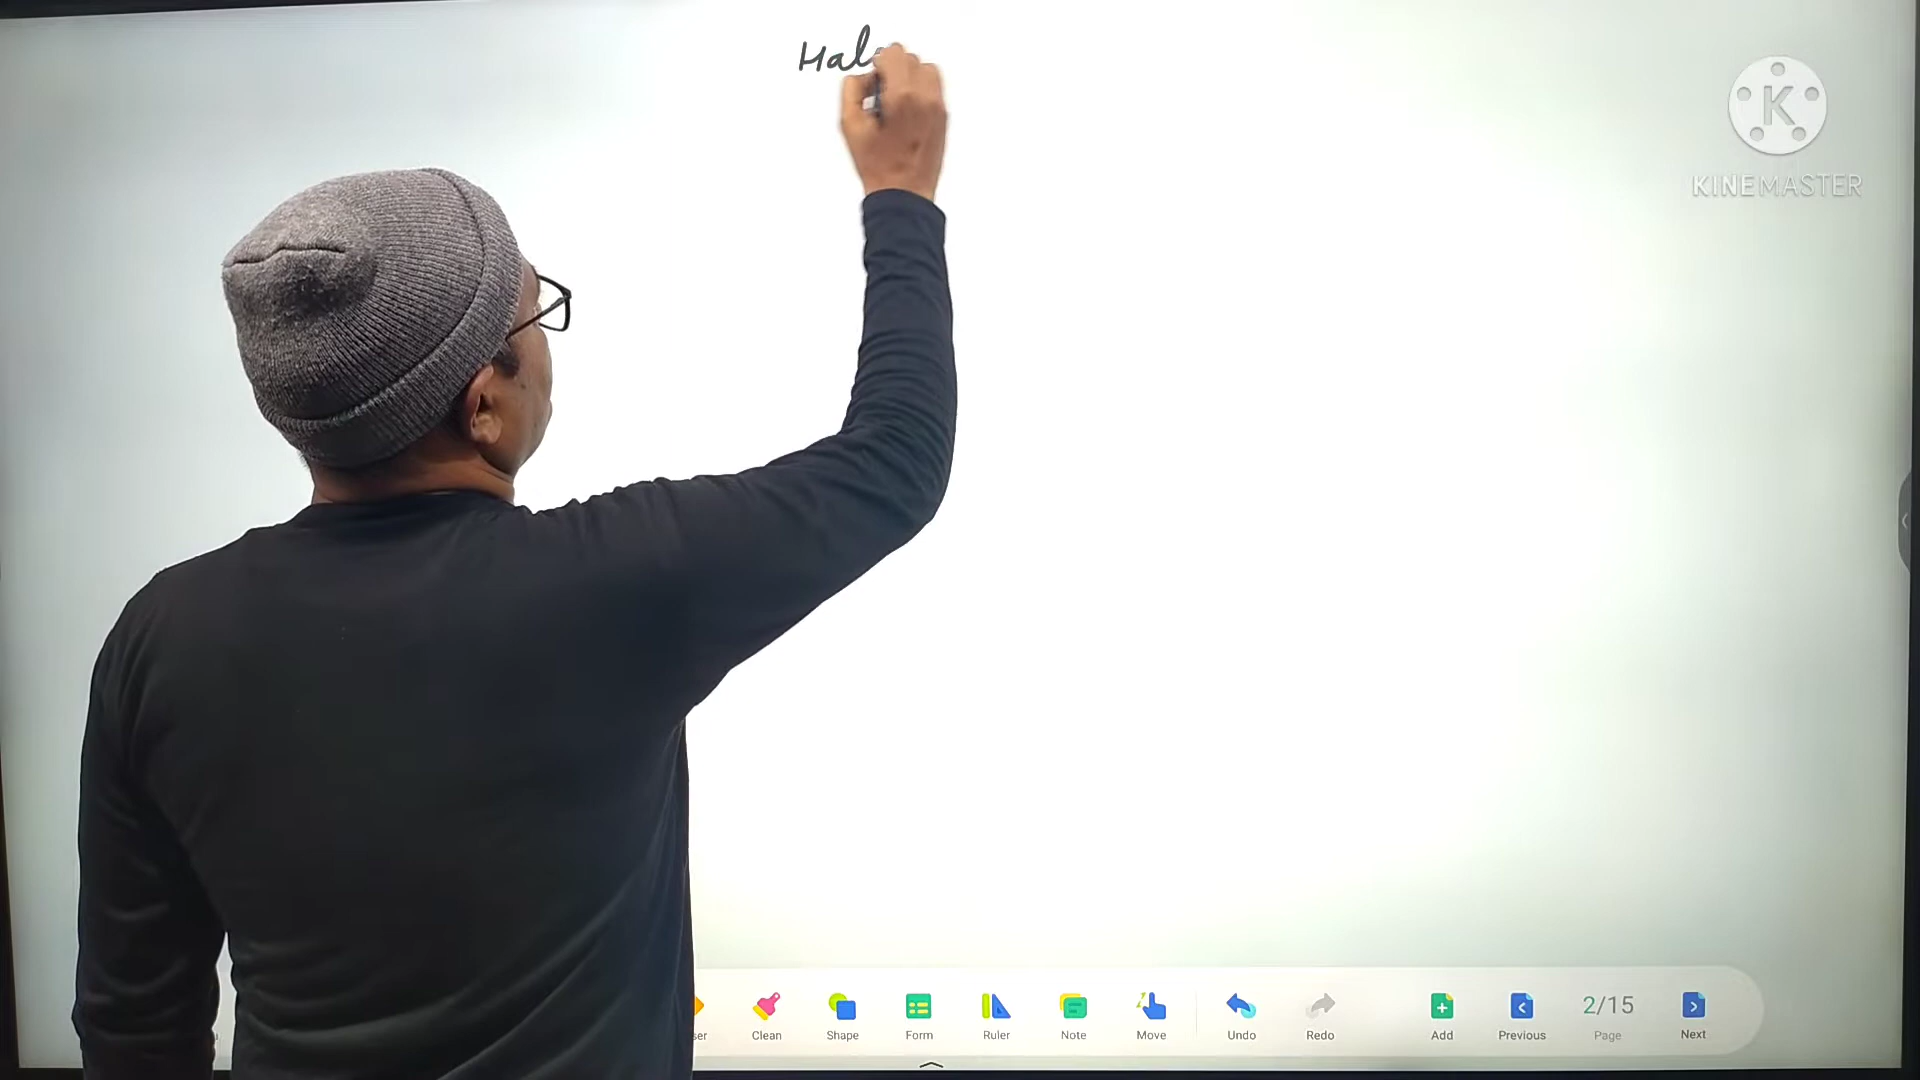 Hal
K
KINEMASTER
Clean
Shape
Form
Ruler
Note
Move
Undo
Redo
Add
Previous
2/15
Page
Next